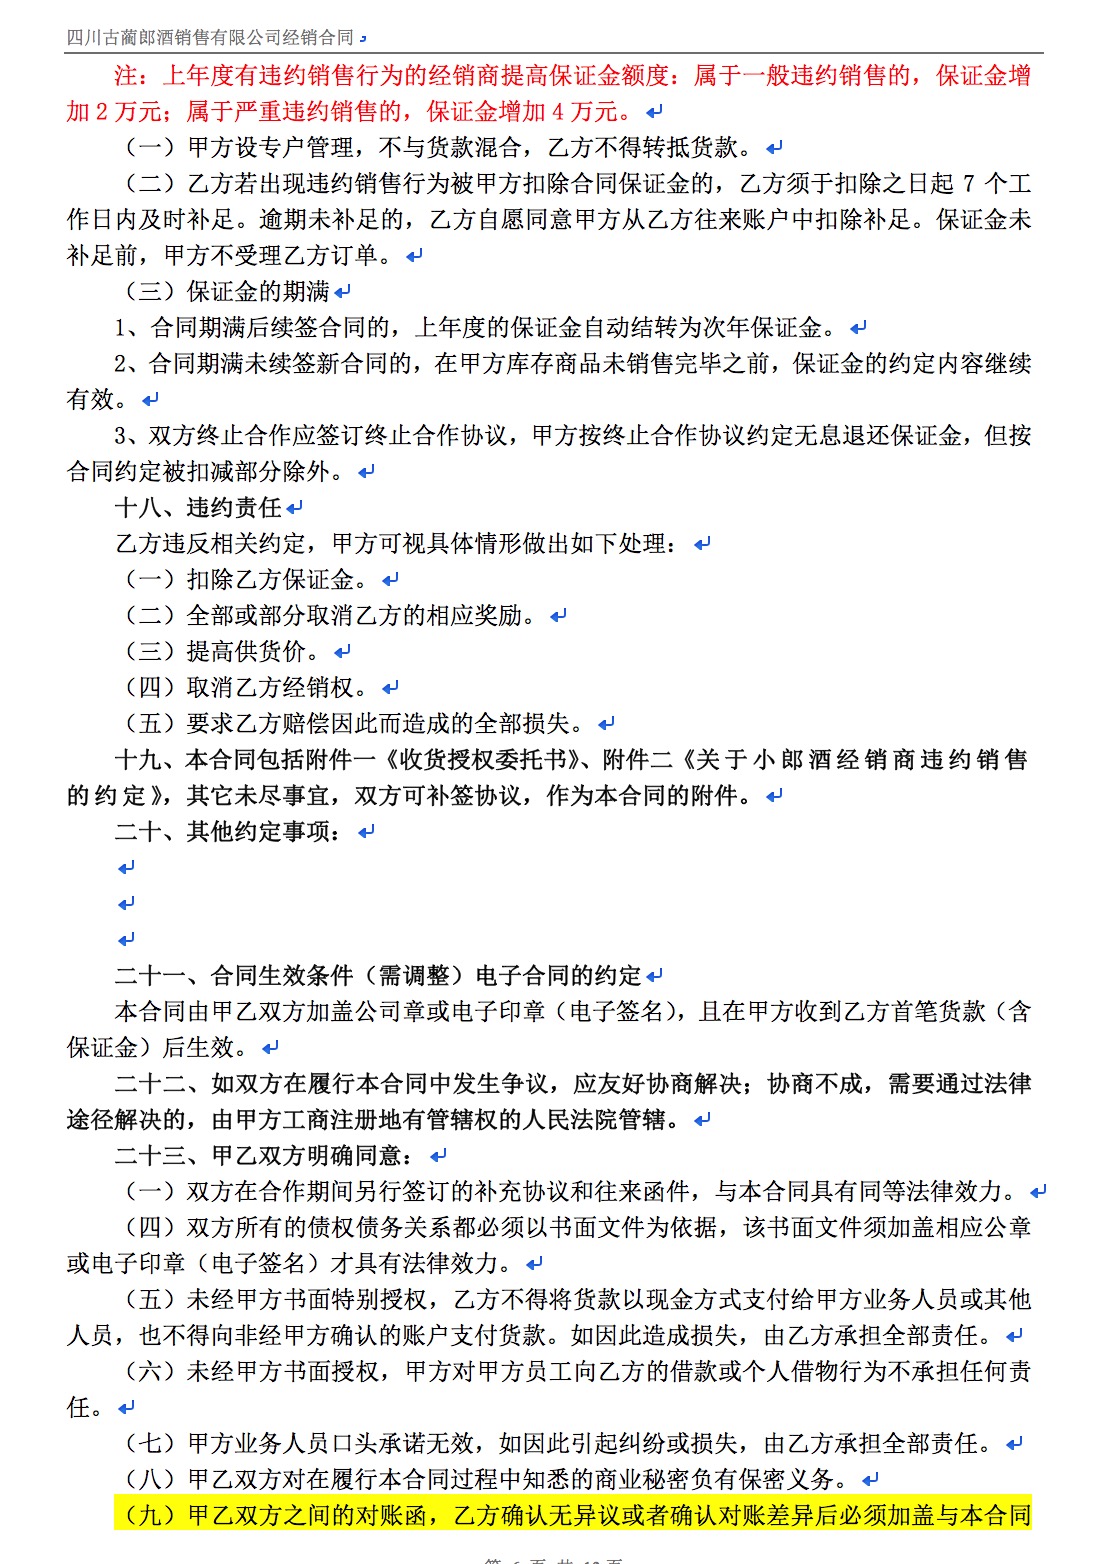 四川古蔺郎酒销售有限公司经销合同
注：上年度有违约销售行为的经销商提高保证金额度：属于一般违约销售的，保证金增
加 2 万元；属于严重违约销售的，保证金增加 4 万元。
（一）甲方设专户管理，不与货款混合，乙方不得转抵货款。
（二）乙方若出现违约销售行为被甲方扣除合同保证金的，乙方须于扣除之日起 7 个工
作日内及时补足。逾期未补足的，乙方自愿同意甲方从乙方往来账户中扣除补足。保证金未
补足前，甲方不受理乙方订单。
（三）保证金的期满
1、合同期满后续签合同的，上年度的保证金自动结转为次年保证金。
2、合同期满未续签新合同的，在甲方库存商品未销售完毕之前，保证金的约定内容继续
有效。
3、双方终止合作应签订终止合作协议，甲方按终止合作协议约定无息退还保证金，但按
合同约定被扣减部分除外。
十八、违约责任
乙方违反相关约定，甲方可视具体情形做出如下处理：
（一）扣除乙方保证金。
（二）全部或部分取消乙方的相应奖励。
（三）提高供货价。
（四）取消乙方经销权。
（五）要求乙方赔偿因此而造成的全部损失。
十九、本合同包括附件一《收货授权委托书》、附件二《关于小郎酒经销商违约销售
的约定》，其它未尽事宜，双方可补签协议，作为本合同的附件。
二十、其他约定事项：
二十一、合同生效条件（需调整）电子合同的约定
本合同由甲乙双方加盖公司章或电子印章（电子签名），且在甲方收到乙方首笔货款（含
保证金）后生效。
二十二、如双方在履行本合同中发生争议，应友好协商解决；协商不成，需要通过法律
途径解决的，由甲方工商注册地有管辖权的人民法院管辖。
二十三、甲乙双方明确同意：
（一）双方在合作期间另行签订的补充协议和往来函件，与本合同具有同等法律效力。
（四）双方所有的债权债务关系都必须以书面文件为依据，该书面文件须加盖相应公章
或电子印章（电子签名）才具有法律效力。
（五）未经甲方书面特别授权，乙方不得将货款以现金方式支付给甲方业务人员或其他
人员，也不得向非经甲方确认的账户支付货款。如因此造成损失，由乙方承担全部责任。
（六）未经甲方书面授权，甲方对甲方员工向乙方的借款或个人借物行为不承担任何责
任。
（七）甲方业务人员口头承诺无效，如因此引起纠纷或损失，由乙方承担全部责任。
（八）甲乙双方对在履行本合同过程中知悉的商业秘密负有保密义务。
（九）甲乙双方之间的对账函，乙方确认无异议或者确认对账差异后必须加盖与本合同